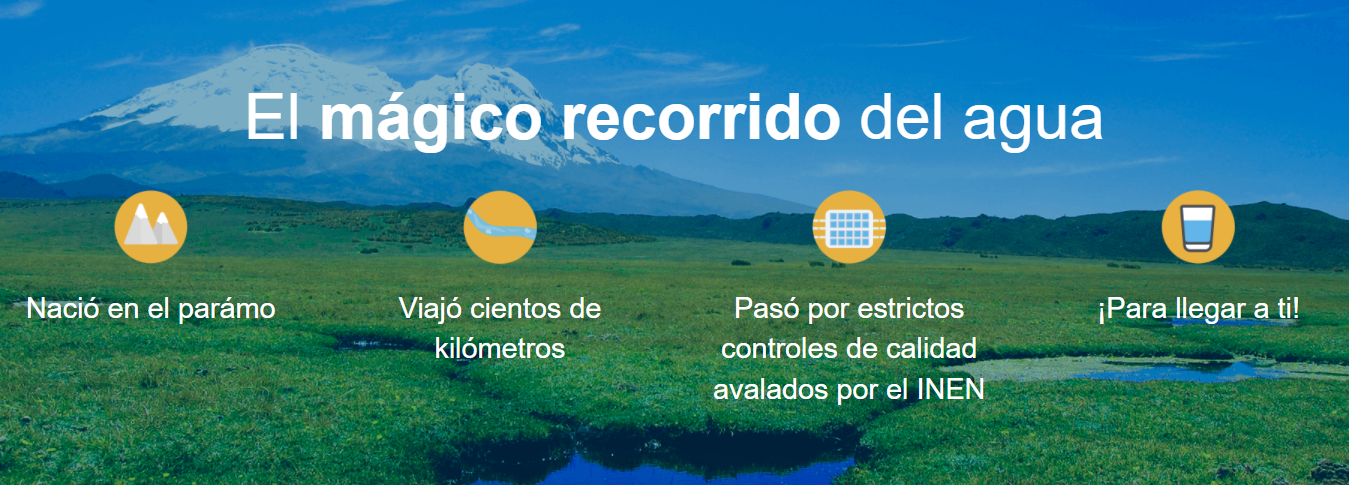 El mágico recorrido del agua
Nació en el parámo
Viajó cientos de
kilómetros
Pasó por estrictos
controles de calidad
avalados por el INEN
¡Para llegar a ti!